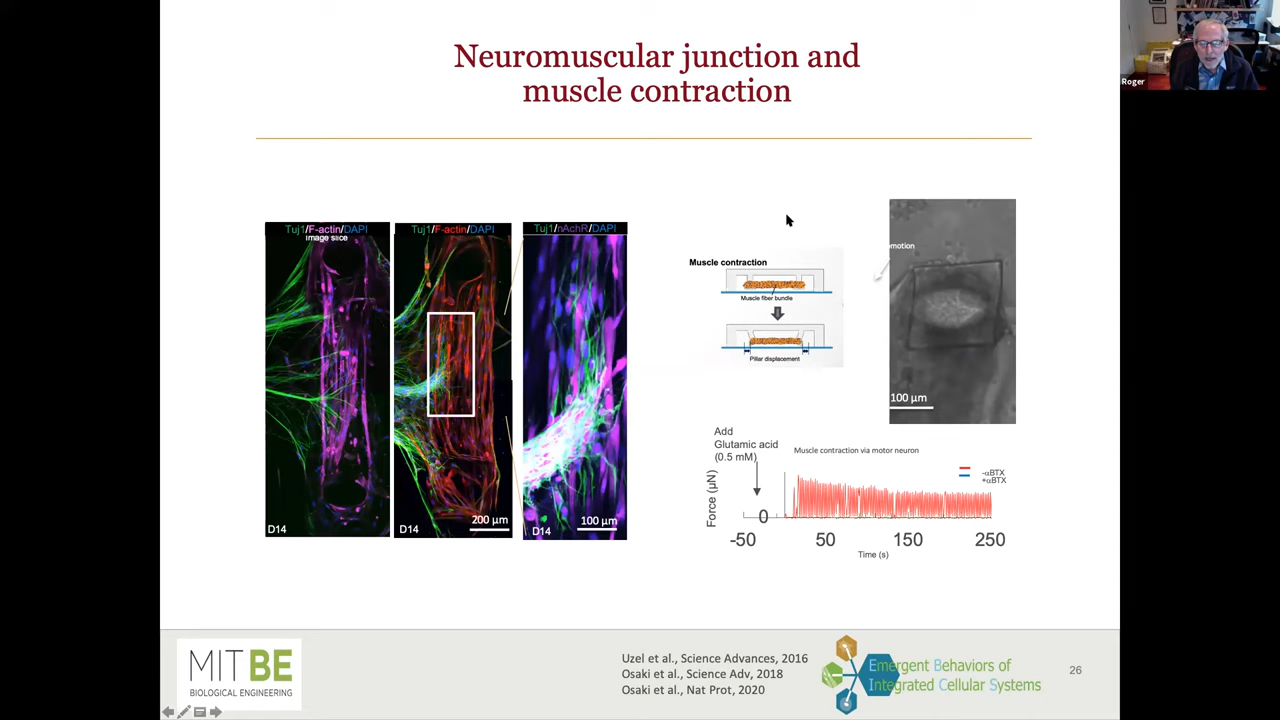 Neuromuscular junction and
muscle contraction
Roger
Tuj1/F-actin/DAPI
image slice
D14
Tuj1/F-actin/DAPI
D14
200 µm
Tuj1/nAchR/DAPI
D14
100 µm
Muscle contraction
Muscle fiber bundle
Pillar displacement
omotion
100 µm
Add
Glutamic acid
(0.5 mM)
Muscle contraction via motor neuron
-αBTX
+αBTX
Force (µN)
0
-50 50 150 250
Time (s)
MIT BE
BIOLOGICAL ENGINEERING
Uzel et al., Science Advances, 2016
Osaki et al., Science Adv, 2018
Osaki et al., Nat Prot, 2020
Emergent Behaviors of
Integrated Cellular Systems
26